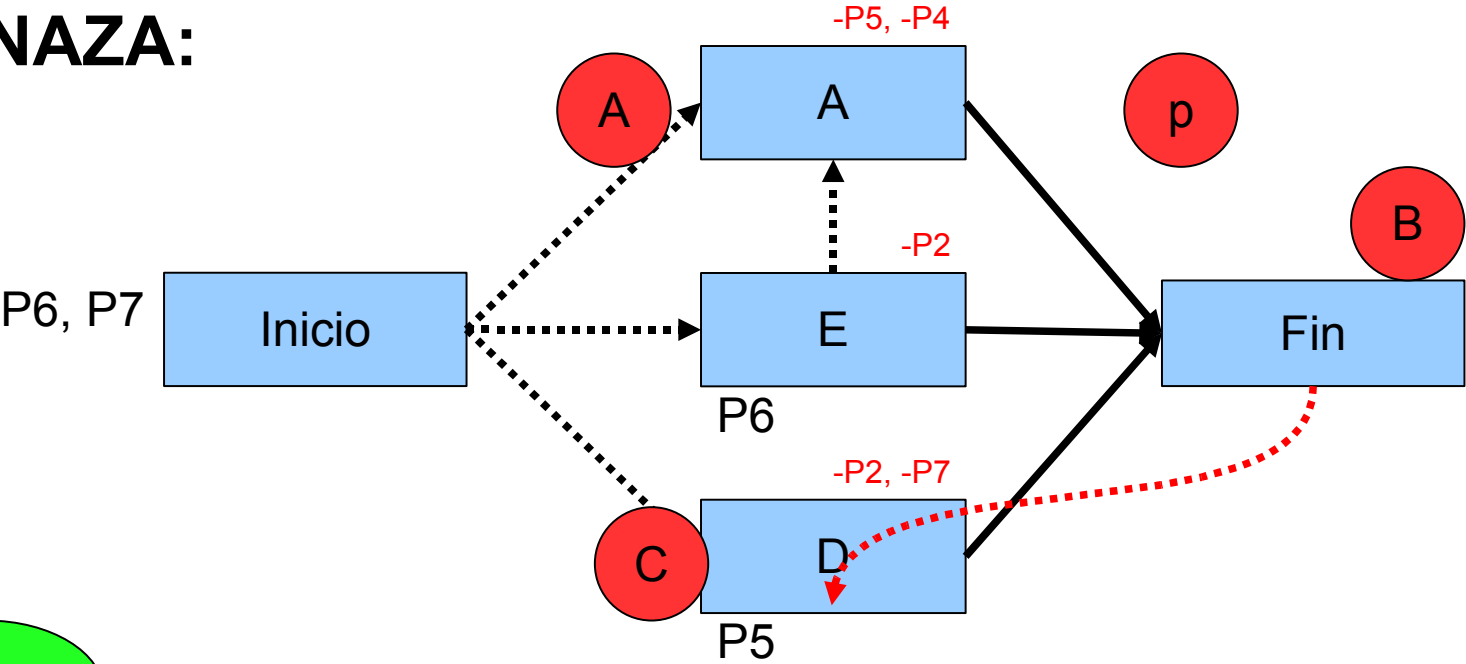 NAZA:
-P5, -P4
A
A
p
B
-P2
P6, P7
Inicio
E
Fin
P6
-P2, -P7
C
D
P5